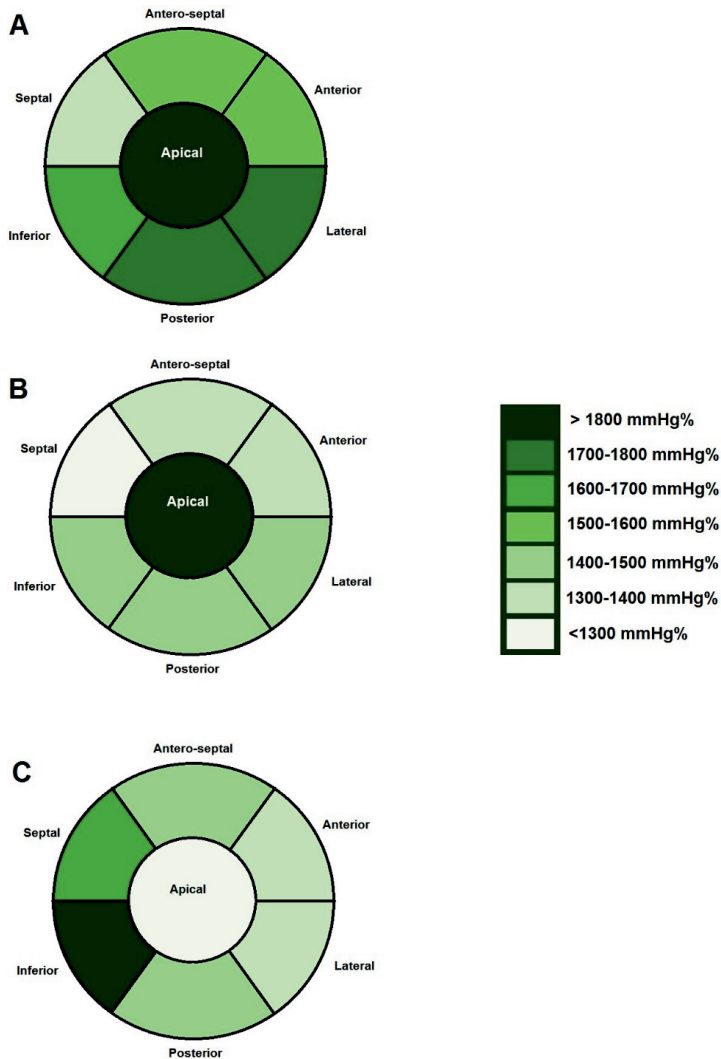 A
Antero-septal
Septal
Anterior
Apical
Inferior
Lateral
Posterior
B
Antero-septal
Septal
Anterior
Apical
Inferior
Lateral
Posterior
> 1800 mmHg%
1700-1800 mmHg%
1600-1700 mmHg%
1500-1600 mmHg%
1400-1500 mmHg%
1300-1400 mmHg%
<1300 mmHg%
C
Antero-septal
Septal
Anterior
Apical
Inferior
Lateral
Posterior